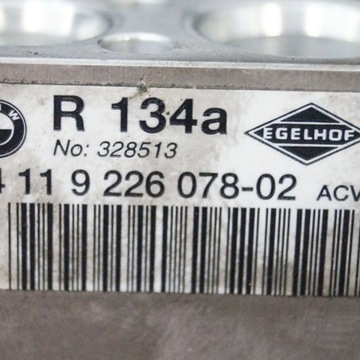 R 134a
EGELHOF
No: 328513
4 11 9 226 078-02 ACV